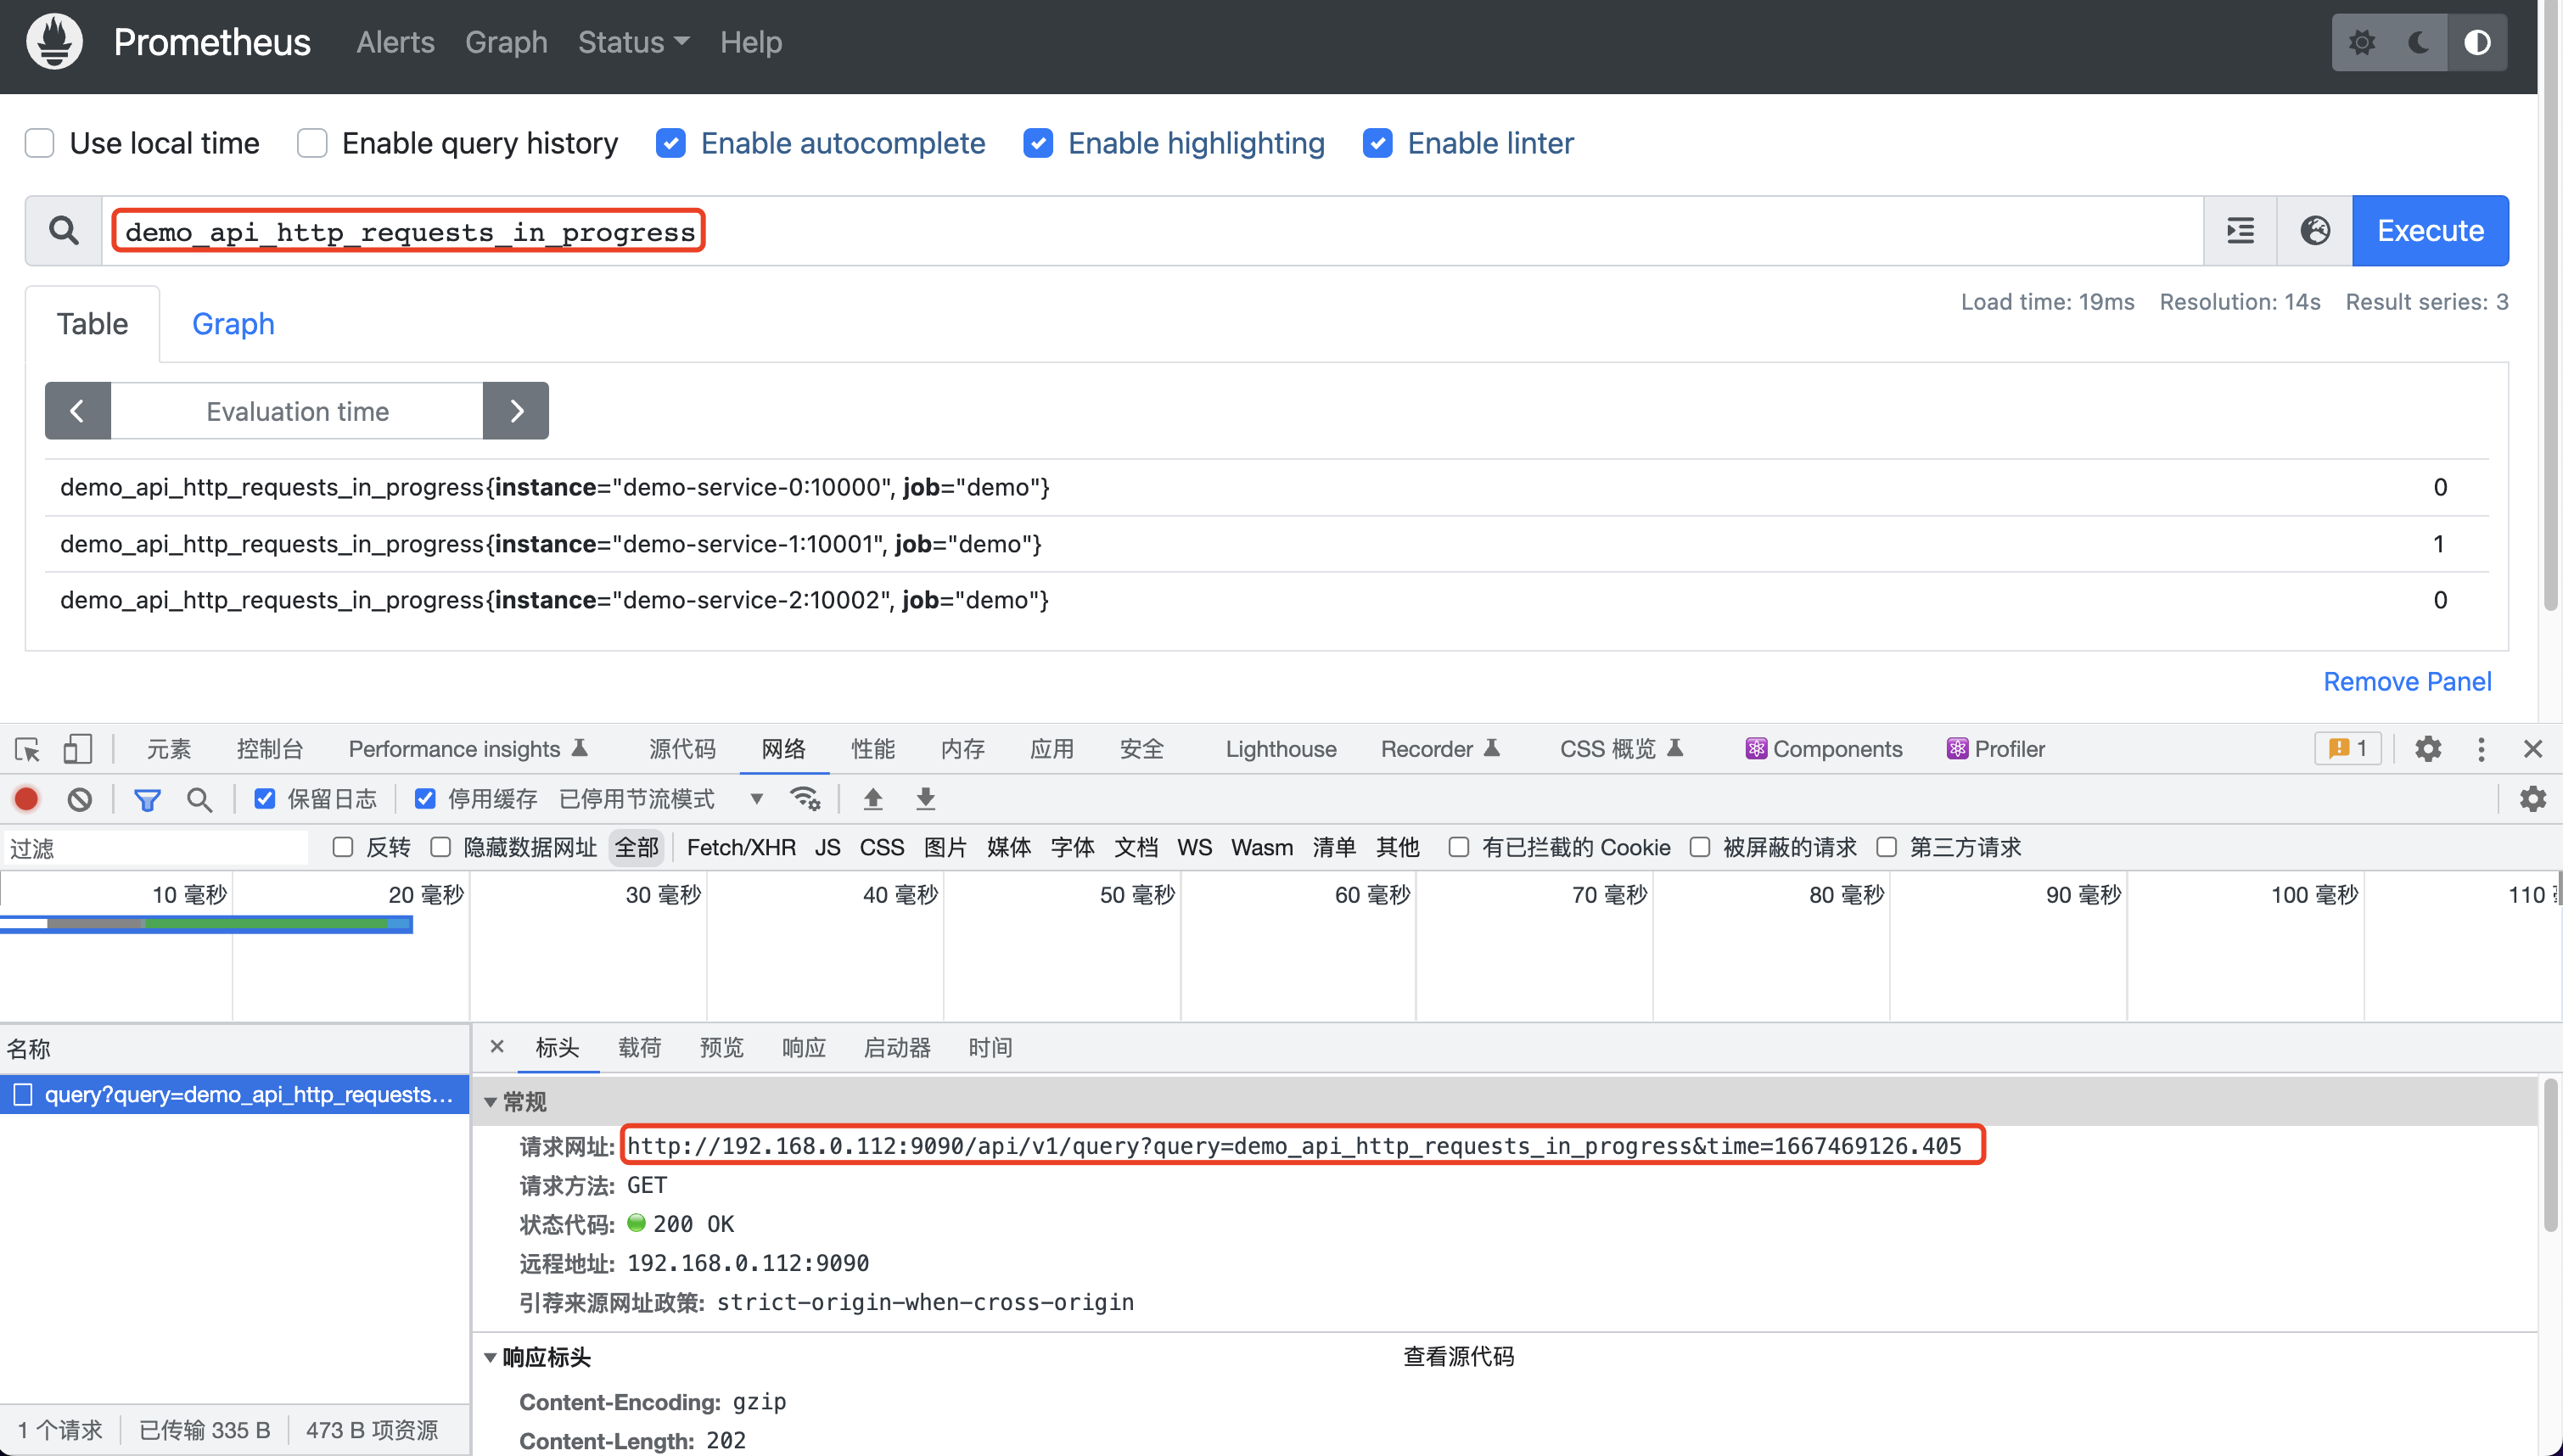 Prometheus Alerts Graph Status Help
Use local time Enable query history Enable autocomplete Enable highlighting Enable linter
demo_api_http_requests_in_progress Execute
Table Graph Load time: 19ms Resolution: 14s Result series: 3
Evaluation time
demo_api_http_requests_in_progress{instance="demo-service-0:10000", job="demo"} 0
demo_api_http_requests_in_progress{instance="demo-service-1:10001", job="demo"} 1
demo_api_http_requests_in_progress{instance="demo-service-2:10002", job="demo"} 0
Remove Panel
元素 控制台 Performance insights 源代码 网络 性能 内存 应用 安全 Lighthouse Recorder CSS 概览 Components Profiler 1
保留日志 停用缓存 已停用节流模式
过滤 反转 隐藏数据网址 全部 Fetch/XHR JS CSS 图片 媒体 字体 文档 WS Wasm 清单 其他 有已拦截的 Cookie 被屏蔽的请求 第三方请求
10 毫秒 20 毫秒 30 毫秒 40 毫秒 50 毫秒 60 毫秒 70 毫秒 80 毫秒 90 毫秒 100 毫秒 110
名称 标头 载荷 预览 响应 启动器 时间
query?query=demo_api_http_requests… 常规
请求网址: http://192.168.0.112:9090/api/v1/query?query=demo_api_http_requests_in_progress&time=1667469126.405
请求方法: GET
状态代码: 200 OK
远程地址: 192.168.0.112:9090
引荐来源网址政策: strict-origin-when-cross-origin
响应标头 查看源代码
Content-Encoding: gzip
Content-Length: 202
1 个请求 已传输 335 B 473 B 项资源